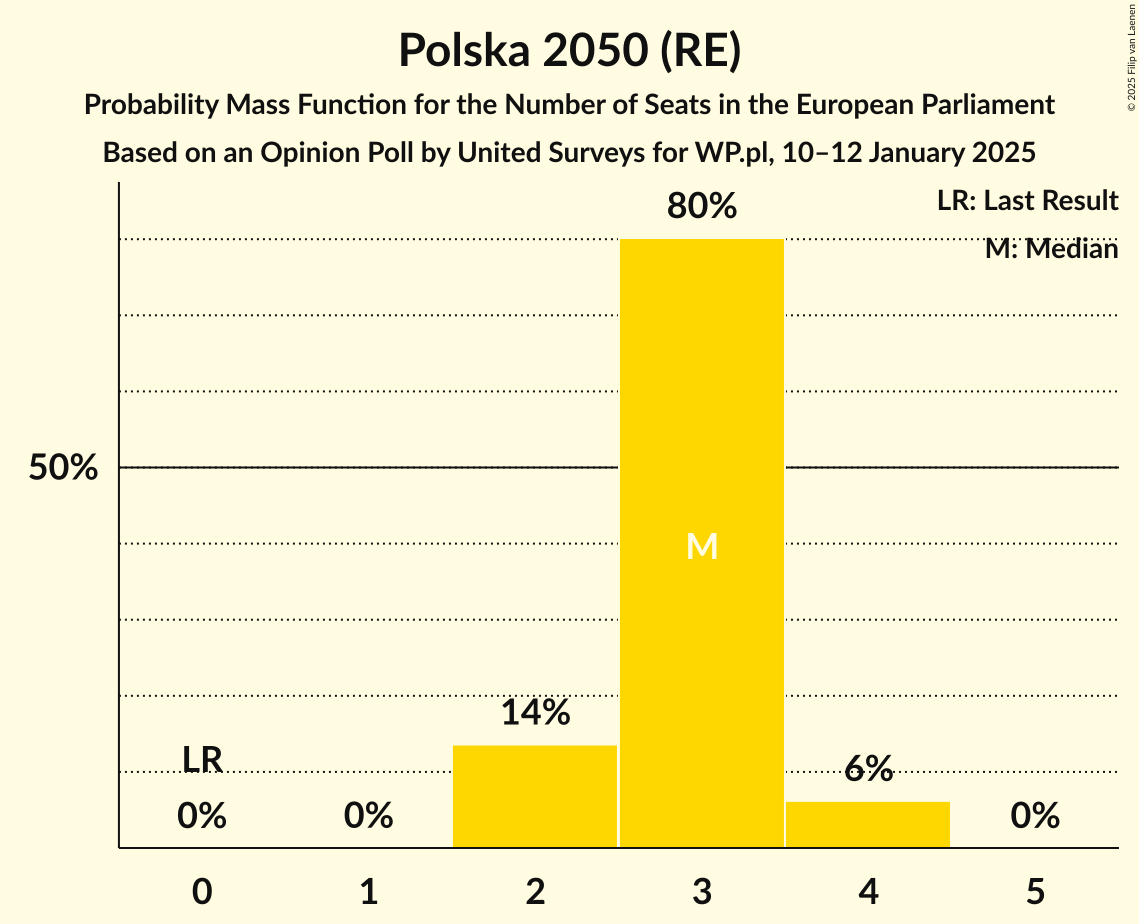 Polska 2050 (RE)
Probability Mass Function for the Number of Seats in the European Parliament
Based on an Opinion Poll by United Surveys for WP.pl, 10–12 January 2025
© 2025 Filip van Laenen
LR: Last Result
M: Median
80%
50%
M
14%
LR
6%
0%
0%
0%
0 1 2 3 4 5